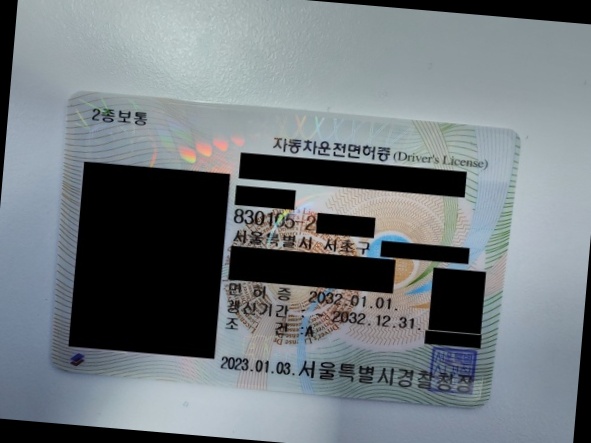 2종보통
자동차운전면허증 (Driver's License)
830105-2
서울특별시 서초구
면 허 증 2032.01.01.
갱신기간 : ~ 2032.12.31.
조 건 :A
2023.01.03. 서울특별시경찰청장